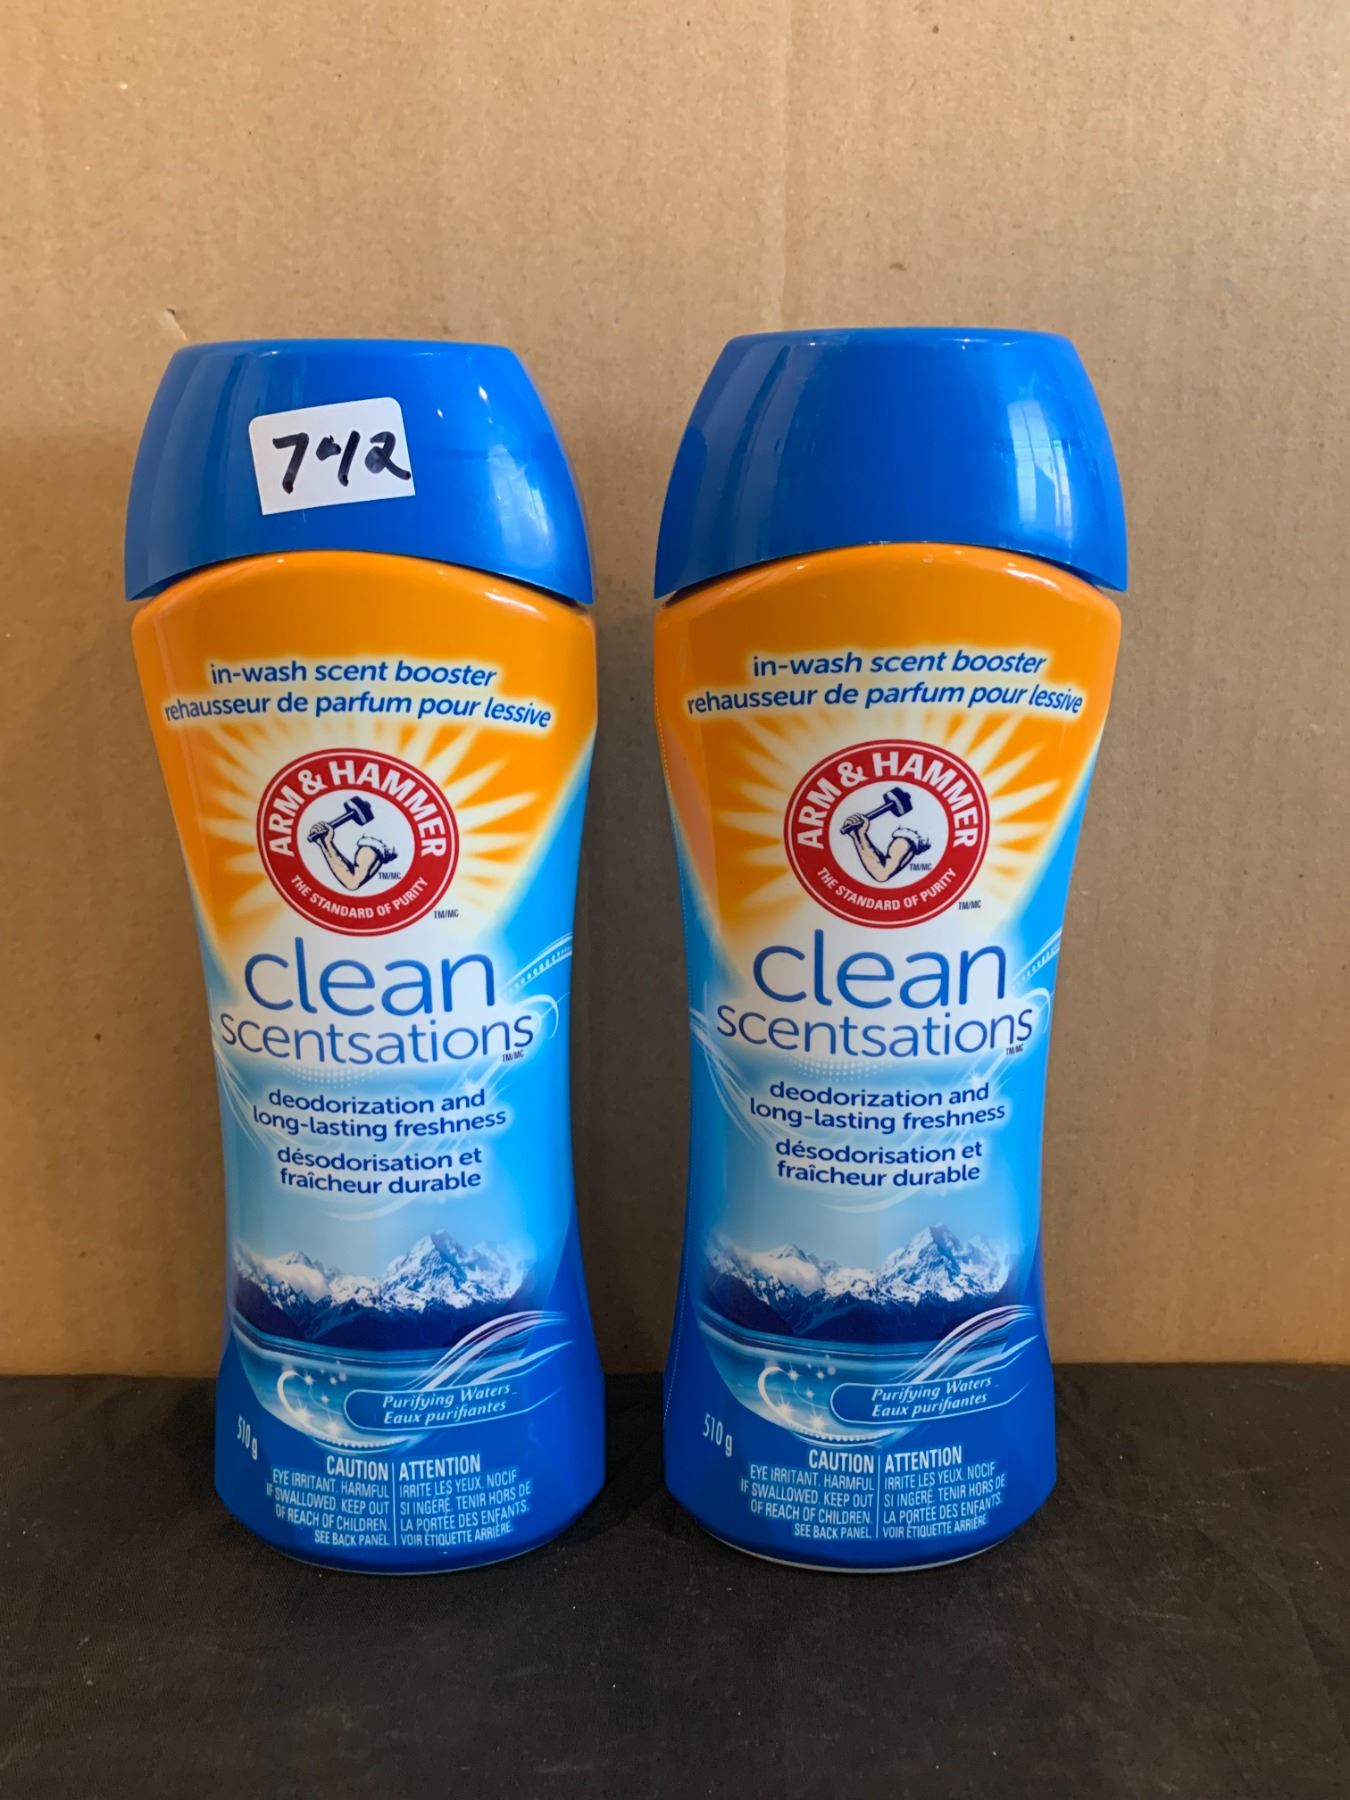 7-12
in-wash scent booster
rehausseur de parfum pour lessive
ARM & HAMMER
TM/MC
THE STANDARD OF PURITY
TM/MC
clean
scentsations
TM/MC
deodorization and
long-lasting freshness
désodorisation et
fraîcheur durable
Purifying Waters
Eaux purifiantes
510 g
CAUTION
EYE IRRITANT. HARMFUL
IF SWALLOWED. KEEP OUT
OF REACH OF CHILDREN.
SEE BACK PANEL
ATTENTION
IRRITE LES YEUX. NOCIF
SI INGÉRÉ. TENIR HORS DE
LA PORTÉE DES ENFANTS.
VOIR ÉTIQUETTE ARRIÈRE.
in-wash scent booster
rehausseur de parfum pour lessive
ARM & HAMMER
TM/MC
THE STANDARD OF PURITY
TM/MC
clean
scentsations
TM/MC
deodorization and
long-lasting freshness
désodorisation et
fraîcheur durable
Purifying Waters
Eaux purifiantes
510 g
CAUTION
EYE IRRITANT. HARMFUL
IF SWALLOWED. KEEP OUT
OF REACH OF CHILDREN.
SEE BACK PANEL
ATTENTION
IRRITE LES YEUX. NOCIF
SI INGÉRÉ. TENIR HORS DE
LA PORTÉE DES ENFANTS.
VOIR ÉTIQUETTE ARRIÈRE.